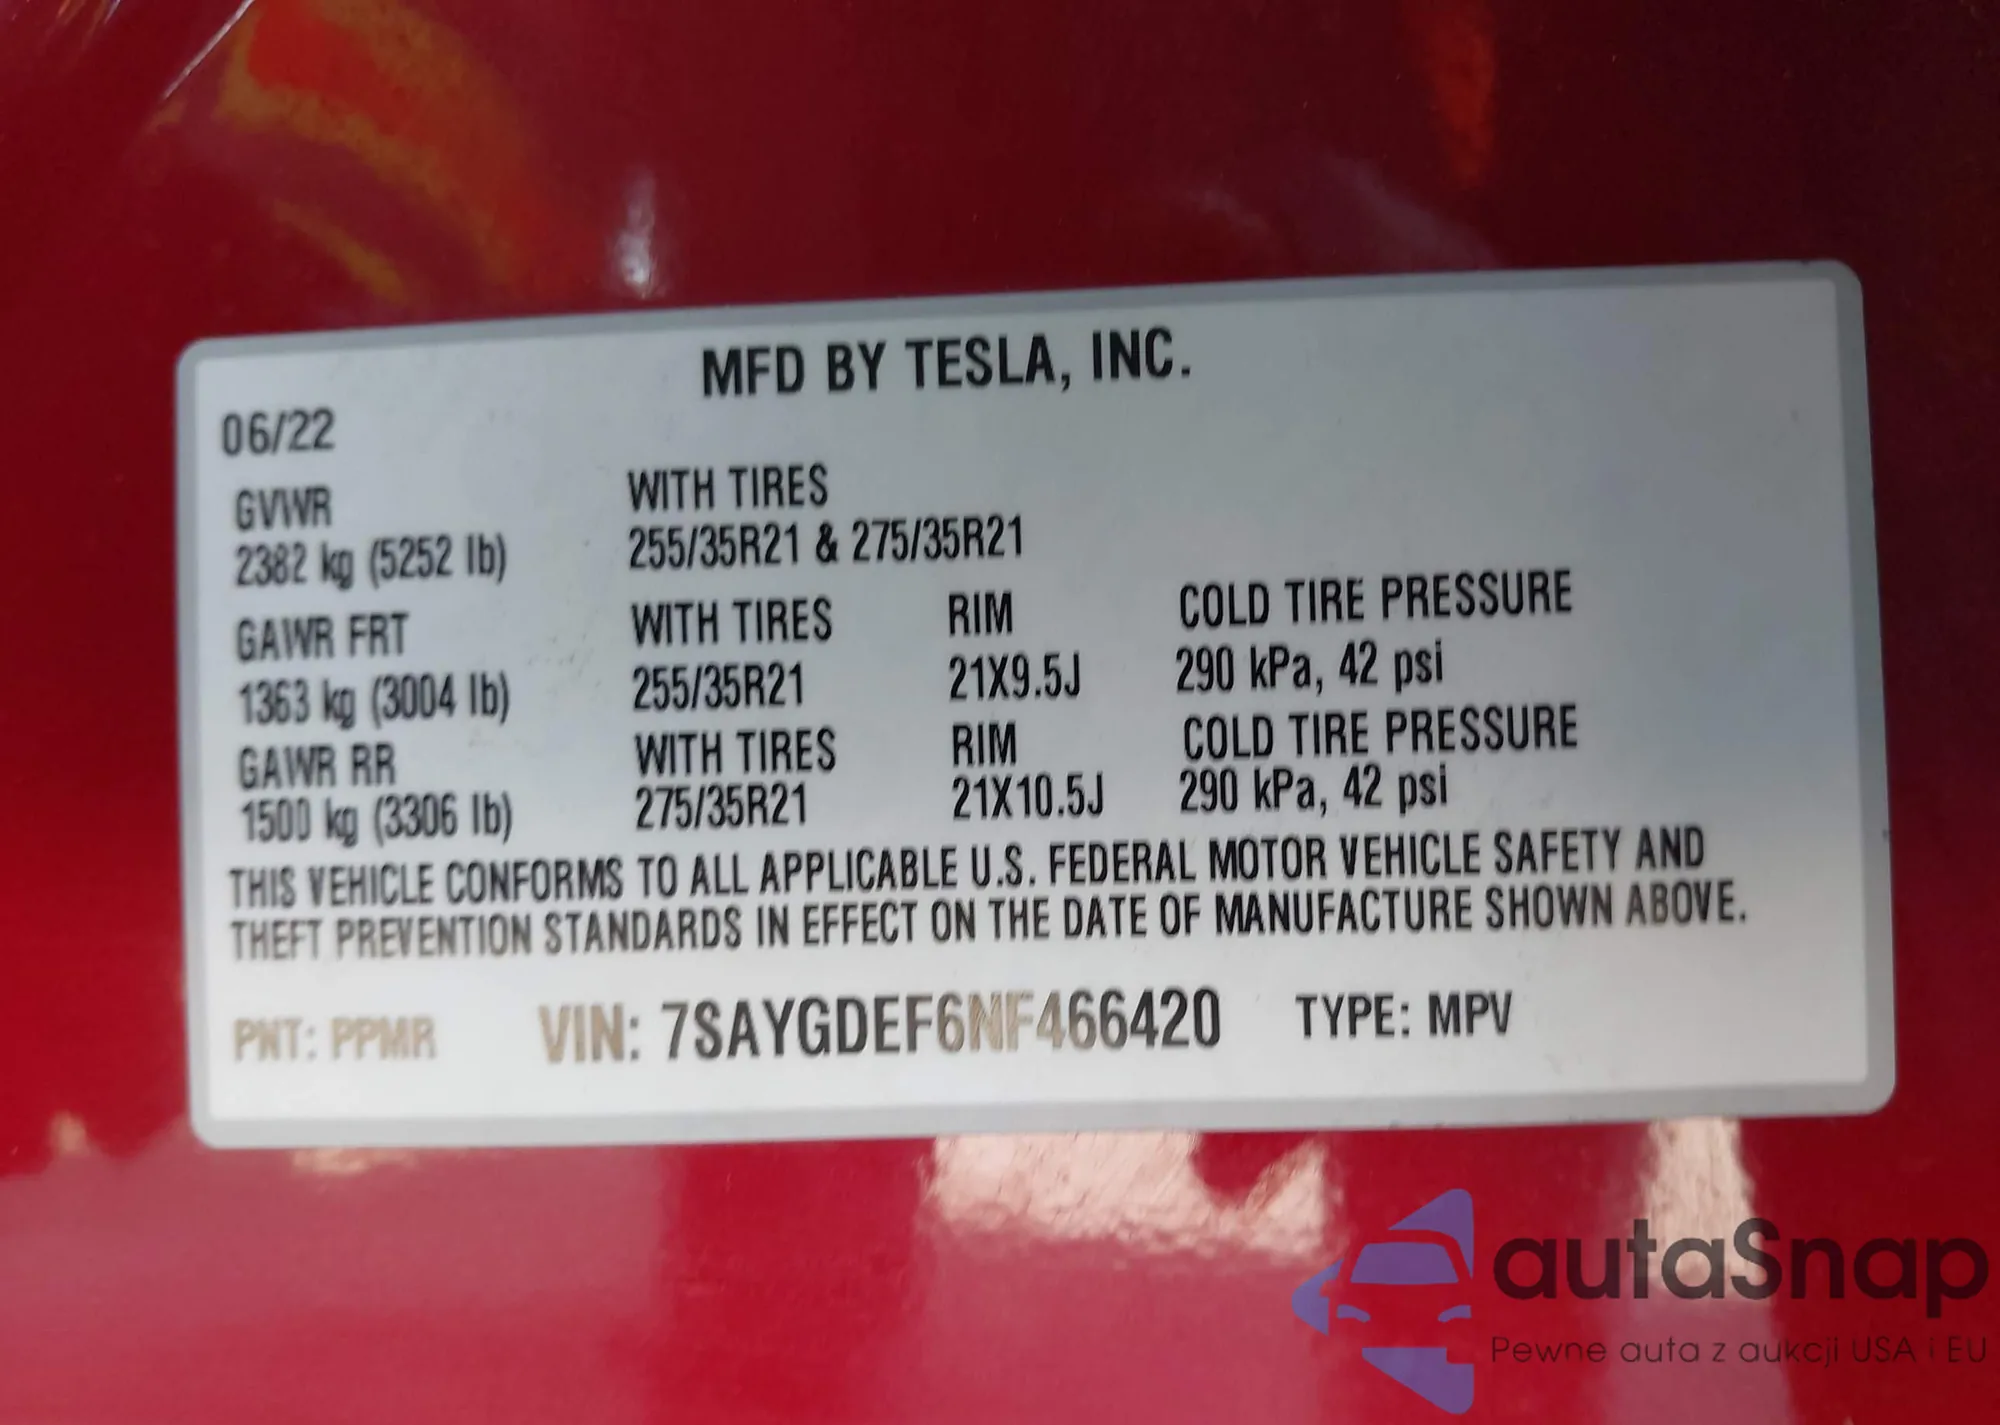 MFD BY TESLA, INC.
06/22
GVWR WITH TIRES
2382 kg (5252 lb) 255/35R21 & 275/35R21
GAWR FRT WITH TIRES RIM COLD TIRE PRESSURE
1363 kg (3004 lb) 255/35R21 21X9.5J 290 kPa, 42 psi
GAWR RR WITH TIRES RIM COLD TIRE PRESSURE
1500 kg (3306 lb) 275/35R21 21X10.5J 290 kPa, 42 psi
THIS VEHICLE CONFORMS TO ALL APPLICABLE U.S. FEDERAL MOTOR VEHICLE SAFETY AND
THEFT PREVENTION STANDARDS IN EFFECT ON THE DATE OF MANUFACTURE SHOWN ABOVE.
PNT: PPMR VIN: 7SAYGDEF6NF466420 TYPE: MPV
autaSnap
Pewne auta z aukcji USA i EU